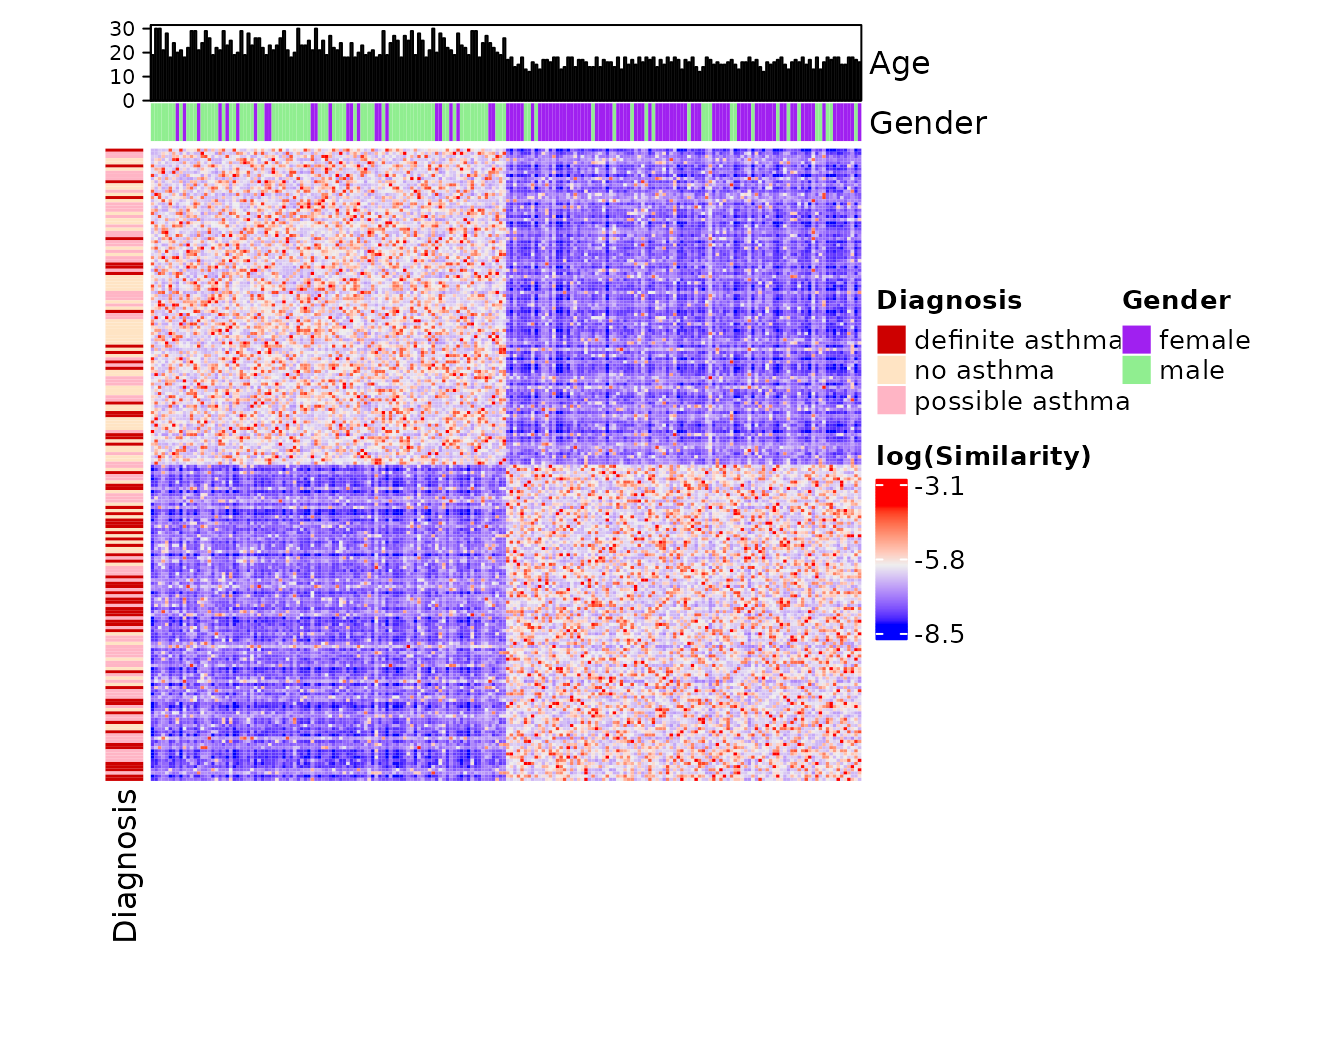 30
20
10
0
Age
Gender
Diagnosis
definite asthma
no asthma
possible asthma
Gender
female
male
log(Similarity)
-3.1
-5.8
-8.5
Diagnosis